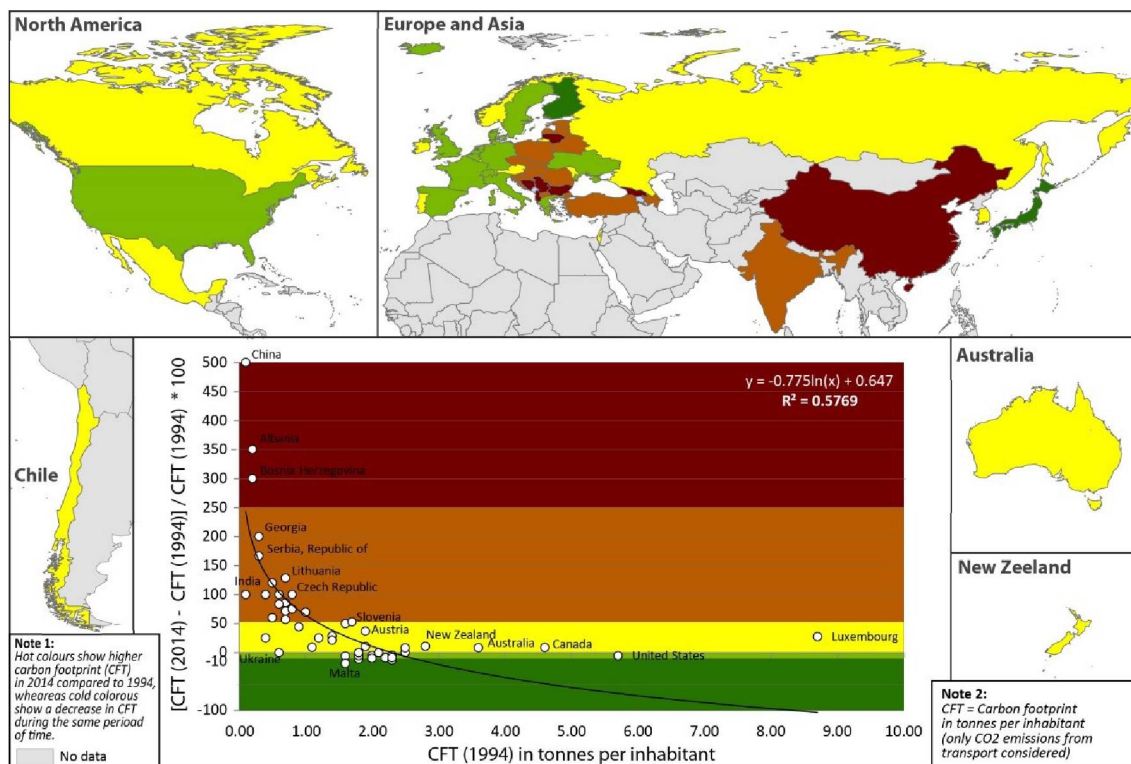 North America
Europe and Asia
Chile
Australia
New Zeeland
Note 1:
Hot colours show higher
carbon footprint (CFT)
in 2014 compared to 1994,
wheareas cold colorous
show a decrease in CFT
during the same perioad
of time.
No data
[CFT (2014) - CFT (1994)] / CFT (1994) * 100
500
450
400
350
300
250
200
150
100
50
0
-10
-100
China
Albania
Bosnia Herzegovina
Georgia
Serbia, Republic of
Lithuania
India
Czech Republic
Slovenia
Austria
New Zealand
Australia
Canada
Luxembourg
United States
Ukraine
Malta
y = -0.775ln(x) + 0.647
R² = 0.5769
0.00 1.00 2.00 3.00 4.00 5.00 6.00 7.00 8.00 9.00 10.00
CFT (1994) in tonnes per inhabitant
Note 2:
CFT = Carbon footprint
in tonnes per inhabitant
(only CO2 emissions from
transport considered)